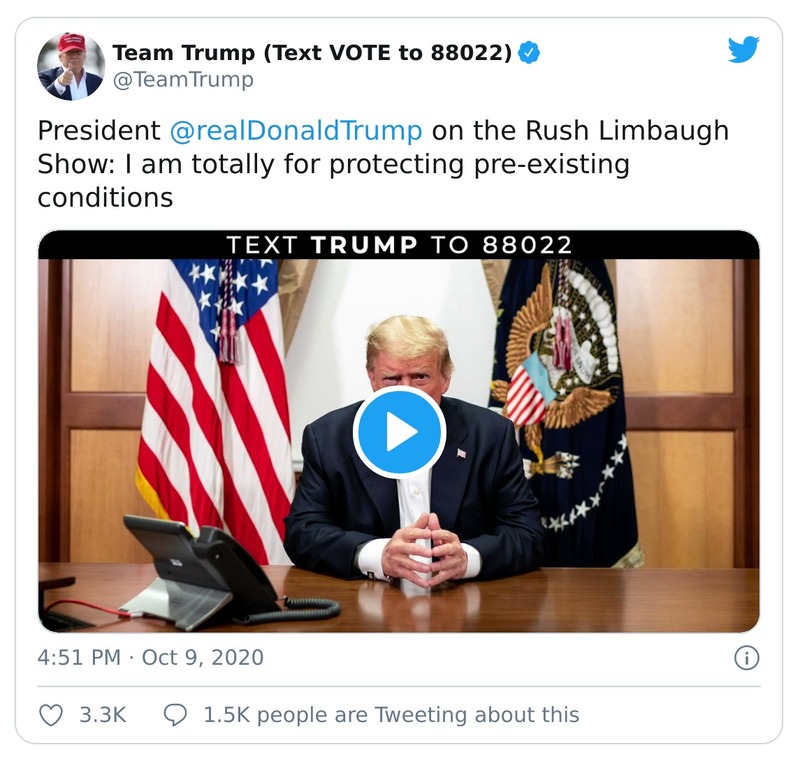 Team Trump (Text VOTE to 88022)
@TeamTrump
President @realDonaldTrump on the Rush Limbaugh
Show: I am totally for protecting pre-existing
conditions
TEXT TRUMP TO 88022
4:51 PM · Oct 9, 2020
3.3K 1.5K people are Tweeting about this